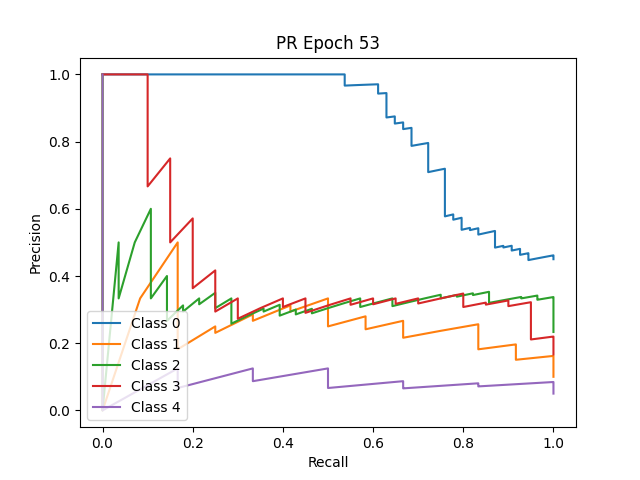 PR Epoch 53
Precision
1.0
0.8
0.6
0.4
0.2
0.0
Class 0
Class 1
Class 2
Class 3
Class 4
0.0 0.2 0.4 0.6 0.8 1.0
Recall